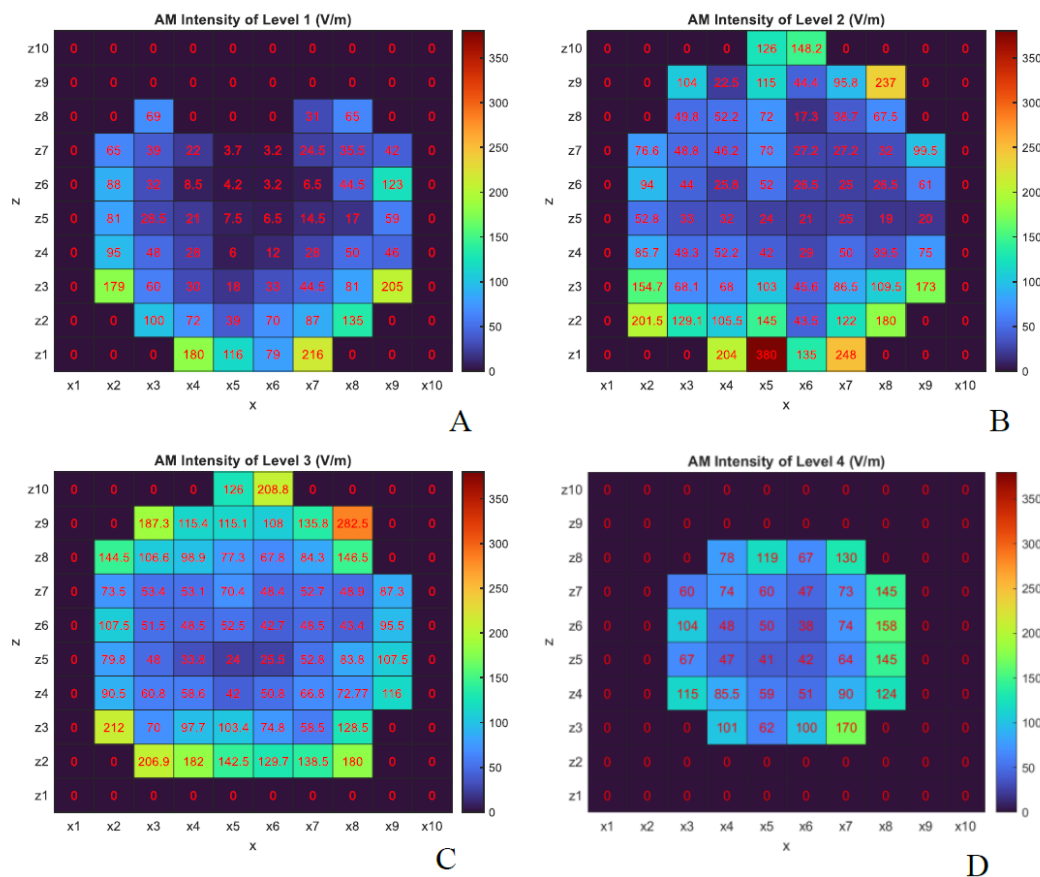 AM Intensity of Level 1 (V/m)
z10 0 0 0 0 0 0 0 0 0 0
z9 0 0 0 0 0 0 0 0 0 0
z8 0 0 69 0 0 0 31 65 0 0
z7 0 65 22 3.7 3.2 24.5 42 0
z6 0 88 32 8.5 4.2 3.2 6.5 44.5 123 0
z5 0 81 28.5 21 7.5 6.5 14.5 17 59 0
z4 0 95 48 28 6 12 28 50 46 0
z3 0 179 60 18 33 44.5 81 205 0
z2 0 0 100 72 39 70 87 135 0 0
z1 0 0 0 180 116 79 216 0 0 0
x1 x2 x3 x4 x5 x6 x7 x8 x9 x10
x
z
350
300
250
200
150
100
50
0
A
AM Intensity of Level 2 (V/m)
z10 0 0 0 0 126 148.2 0 0 0 0
z9 0 0 104 22.5 115 44.4 95.8 237 0 0
z8 0 0 49.8 52.2 72 17.3 67.5 0 0
z7 0 76.6 48.8 46.2 70 27.2 27.2 99.5 0
z6 0 94 44 52 26.5 25 61 0
z5 0 52.8 33 32 24 21 25 19 20 0
z4 0 85.7 49.3 52.2 42 25 50 39.5 75 0
z3 0 154.7 68.1 68 103 45.6 86.5 109.5 173 0
z2 0 201.5 129.1 105.5 145 122 180 0 0
z1 0 0 0 204 380 135 248 0 0 0
x1 x2 x3 x4 x5 x6 x7 x8 x9 x10
x
z
350
300
250
200
150
100
50
0
B
AM Intensity of Level 3 (V/m)
z10 0 0 0 0 126 208.8 0 0 0 0
z9 0 0 187.3 115.4 115.1 108 135.8 282.5 0 0
z8 0 144.5 106.6 98.9 77.3 67.8 84.3 146.5 0 0
z7 0 73.5 53.4 53.1 70.4 48.4 52.7 48.9 87.3 0
z6 0 107.5 51.5 48.5 52.5 42.7 43.4 95.5 0
z5 0 79.8 48 33.8 24 52.8 83.8 107.5 0
z4 0 90.5 60.8 58.6 42 50.8 66.8 72.77 116 0
z3 0 212 70 97.7 103.4 74.8 58.5 128.5 0 0
z2 0 0 206.9 182 142.5 129.7 138.5 180 0 0
z1 0 0 0 0 0 0 0 0 0 0
x1 x2 x3 x4 x5 x6 x7 x8 x9 x10
x
z
350
300
250
200
150
100
50
0
C
AM Intensity of Level 4 (V/m)
z10 0 0 0 0 0 0 0 0 0 0
z9 0 0 0 0 0 0 0 0 0 0
z8 0 0 0 78 119 67 130 0 0 0
z7 0 0 60 74 60 47 73 145 0 0
z6 0 0 104 48 50 38 74 158 0 0
z5 0 0 67 47 41 42 64 145 0 0
z4 0 0 115 85.5 59 51 90 124 0 0
z3 0 0 0 101 62 100 170 0 0 0
z2 0 0 0 0 0 0 0 0 0 0
z1 0 0 0 0 0 0 0 0 0 0
x1 x2 x3 x4 x5 x6 x7 x8 x9 x10
x
z
350
300
250
200
150
100
50
0
D